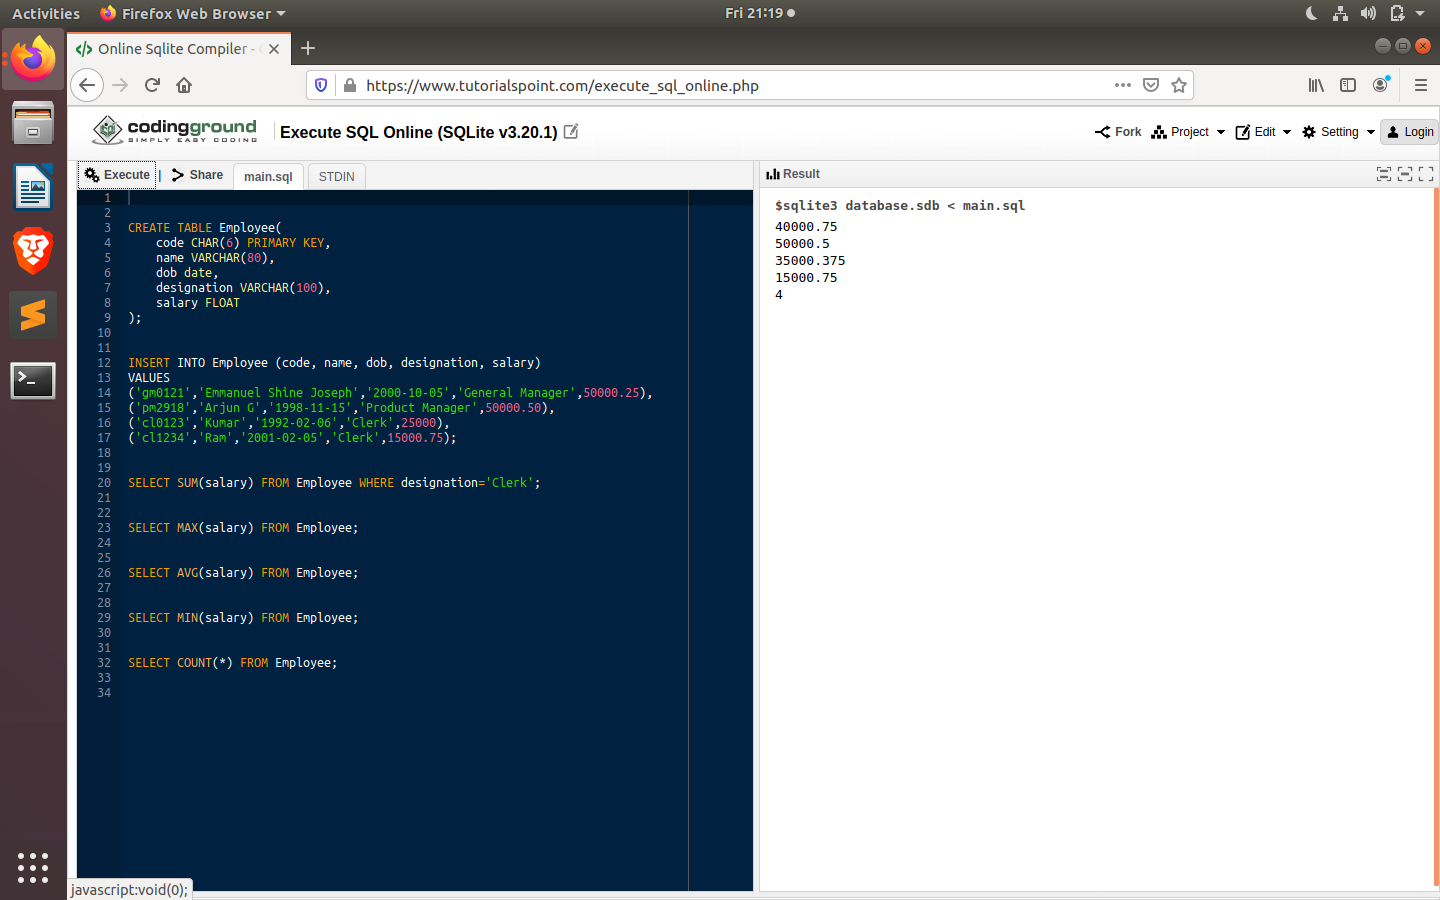 Activities Firefox Web Browser Fri 21:19
Online Sqlite Compiler -
https://www.tutorialspoint.com/execute_sql_online.php
codingground
SIMPLY EASY CODING
Execute SQL Online (SQLite v3.20.1)
Fork Project Edit Setting Login
Execute | Share main.sql STDIN
Result
1
2
3 CREATE TABLE Employee(
4 code CHAR(6) PRIMARY KEY,
5 name VARCHAR(80),
6 dob date,
7 designation VARCHAR(100),
8 salary FLOAT
9 );
10
11
12 INSERT INTO Employee (code, name, dob, designation, salary)
13 VALUES
14 ('gm0121','Emmanuel Shine Joseph','2000-10-05','General Manager',50000.25),
15 ('pm2918','Arjun G','1998-11-15','Product Manager',50000.50),
16 ('cl0123','Kumar','1992-02-06','Clerk',25000),
17 ('cl1234','Ram','2001-02-05','Clerk',15000.75);
18
19
20 SELECT SUM(salary) FROM Employee WHERE designation='Clerk';
21
22
23 SELECT MAX(salary) FROM Employee;
24
25
26 SELECT AVG(salary) FROM Employee;
27
28
29 SELECT MIN(salary) FROM Employee;
30
31
32 SELECT COUNT(*) FROM Employee;
33
34
$sqlite3 database.sdb < main.sql
40000.75
50000.5
35000.375
15000.75
4
javascript:void(0);